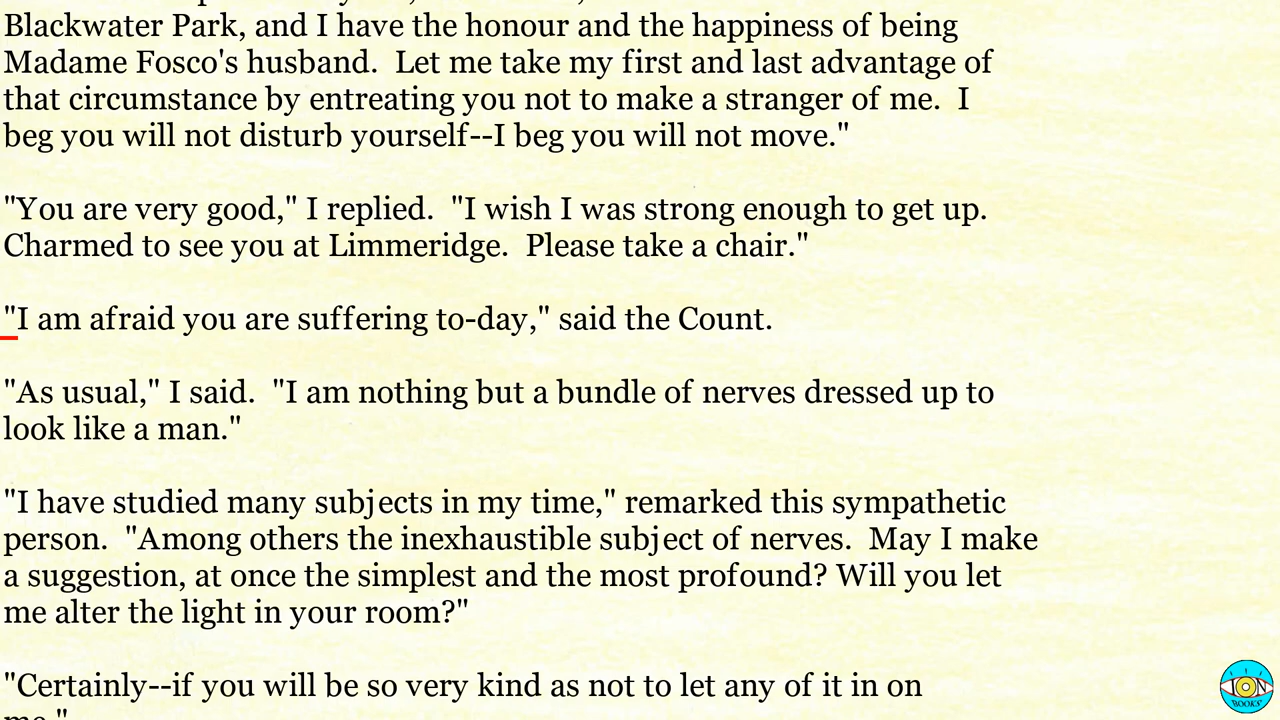 Blackwater Park, and I have the honour and the happiness of being
Madame Fosco's husband.  Let me take my first and last advantage of
that circumstance by entreating you not to make a stranger of me.  I
beg you will not disturb yourself--I beg you will not move."
"You are very good," I replied.  "I wish I was strong enough to get up.
Charmed to see you at Limmeridge.  Please take a chair."
"I am afraid you are suffering to-day," said the Count.
"As usual," I said.  "I am nothing but a bundle of nerves dressed up to
look like a man."
"I have studied many subjects in my time," remarked this sympathetic
person.  "Among others the inexhaustible subject of nerves.  May I make
a suggestion, at once the simplest and the most profound? Will you let
me alter the light in your room?"
"Certainly--if you will be so very kind as not to let any of it in on
me."
ION
BOOKS